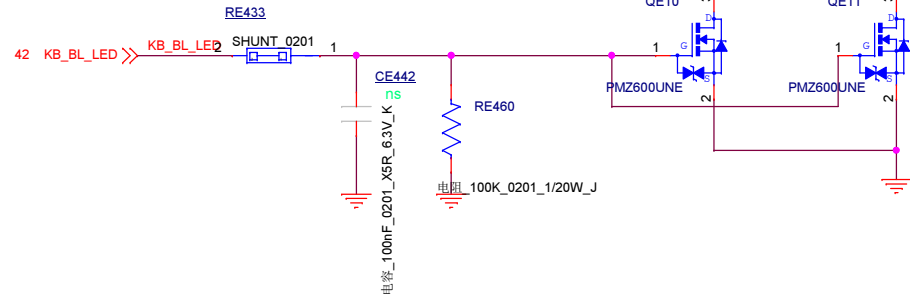 QE10
QE11
RE433
42 KB_BL_LED
KB_BL_LED
2
SHUNT_0201
1
D
G
S
1
2
PMZ600UNE
D
G
S
1
2
PMZ600UNE
CE442
ns
电容_100nF_0201_X5R_6.3V_K
RE460
电阻_100K_0201_1/20W_J